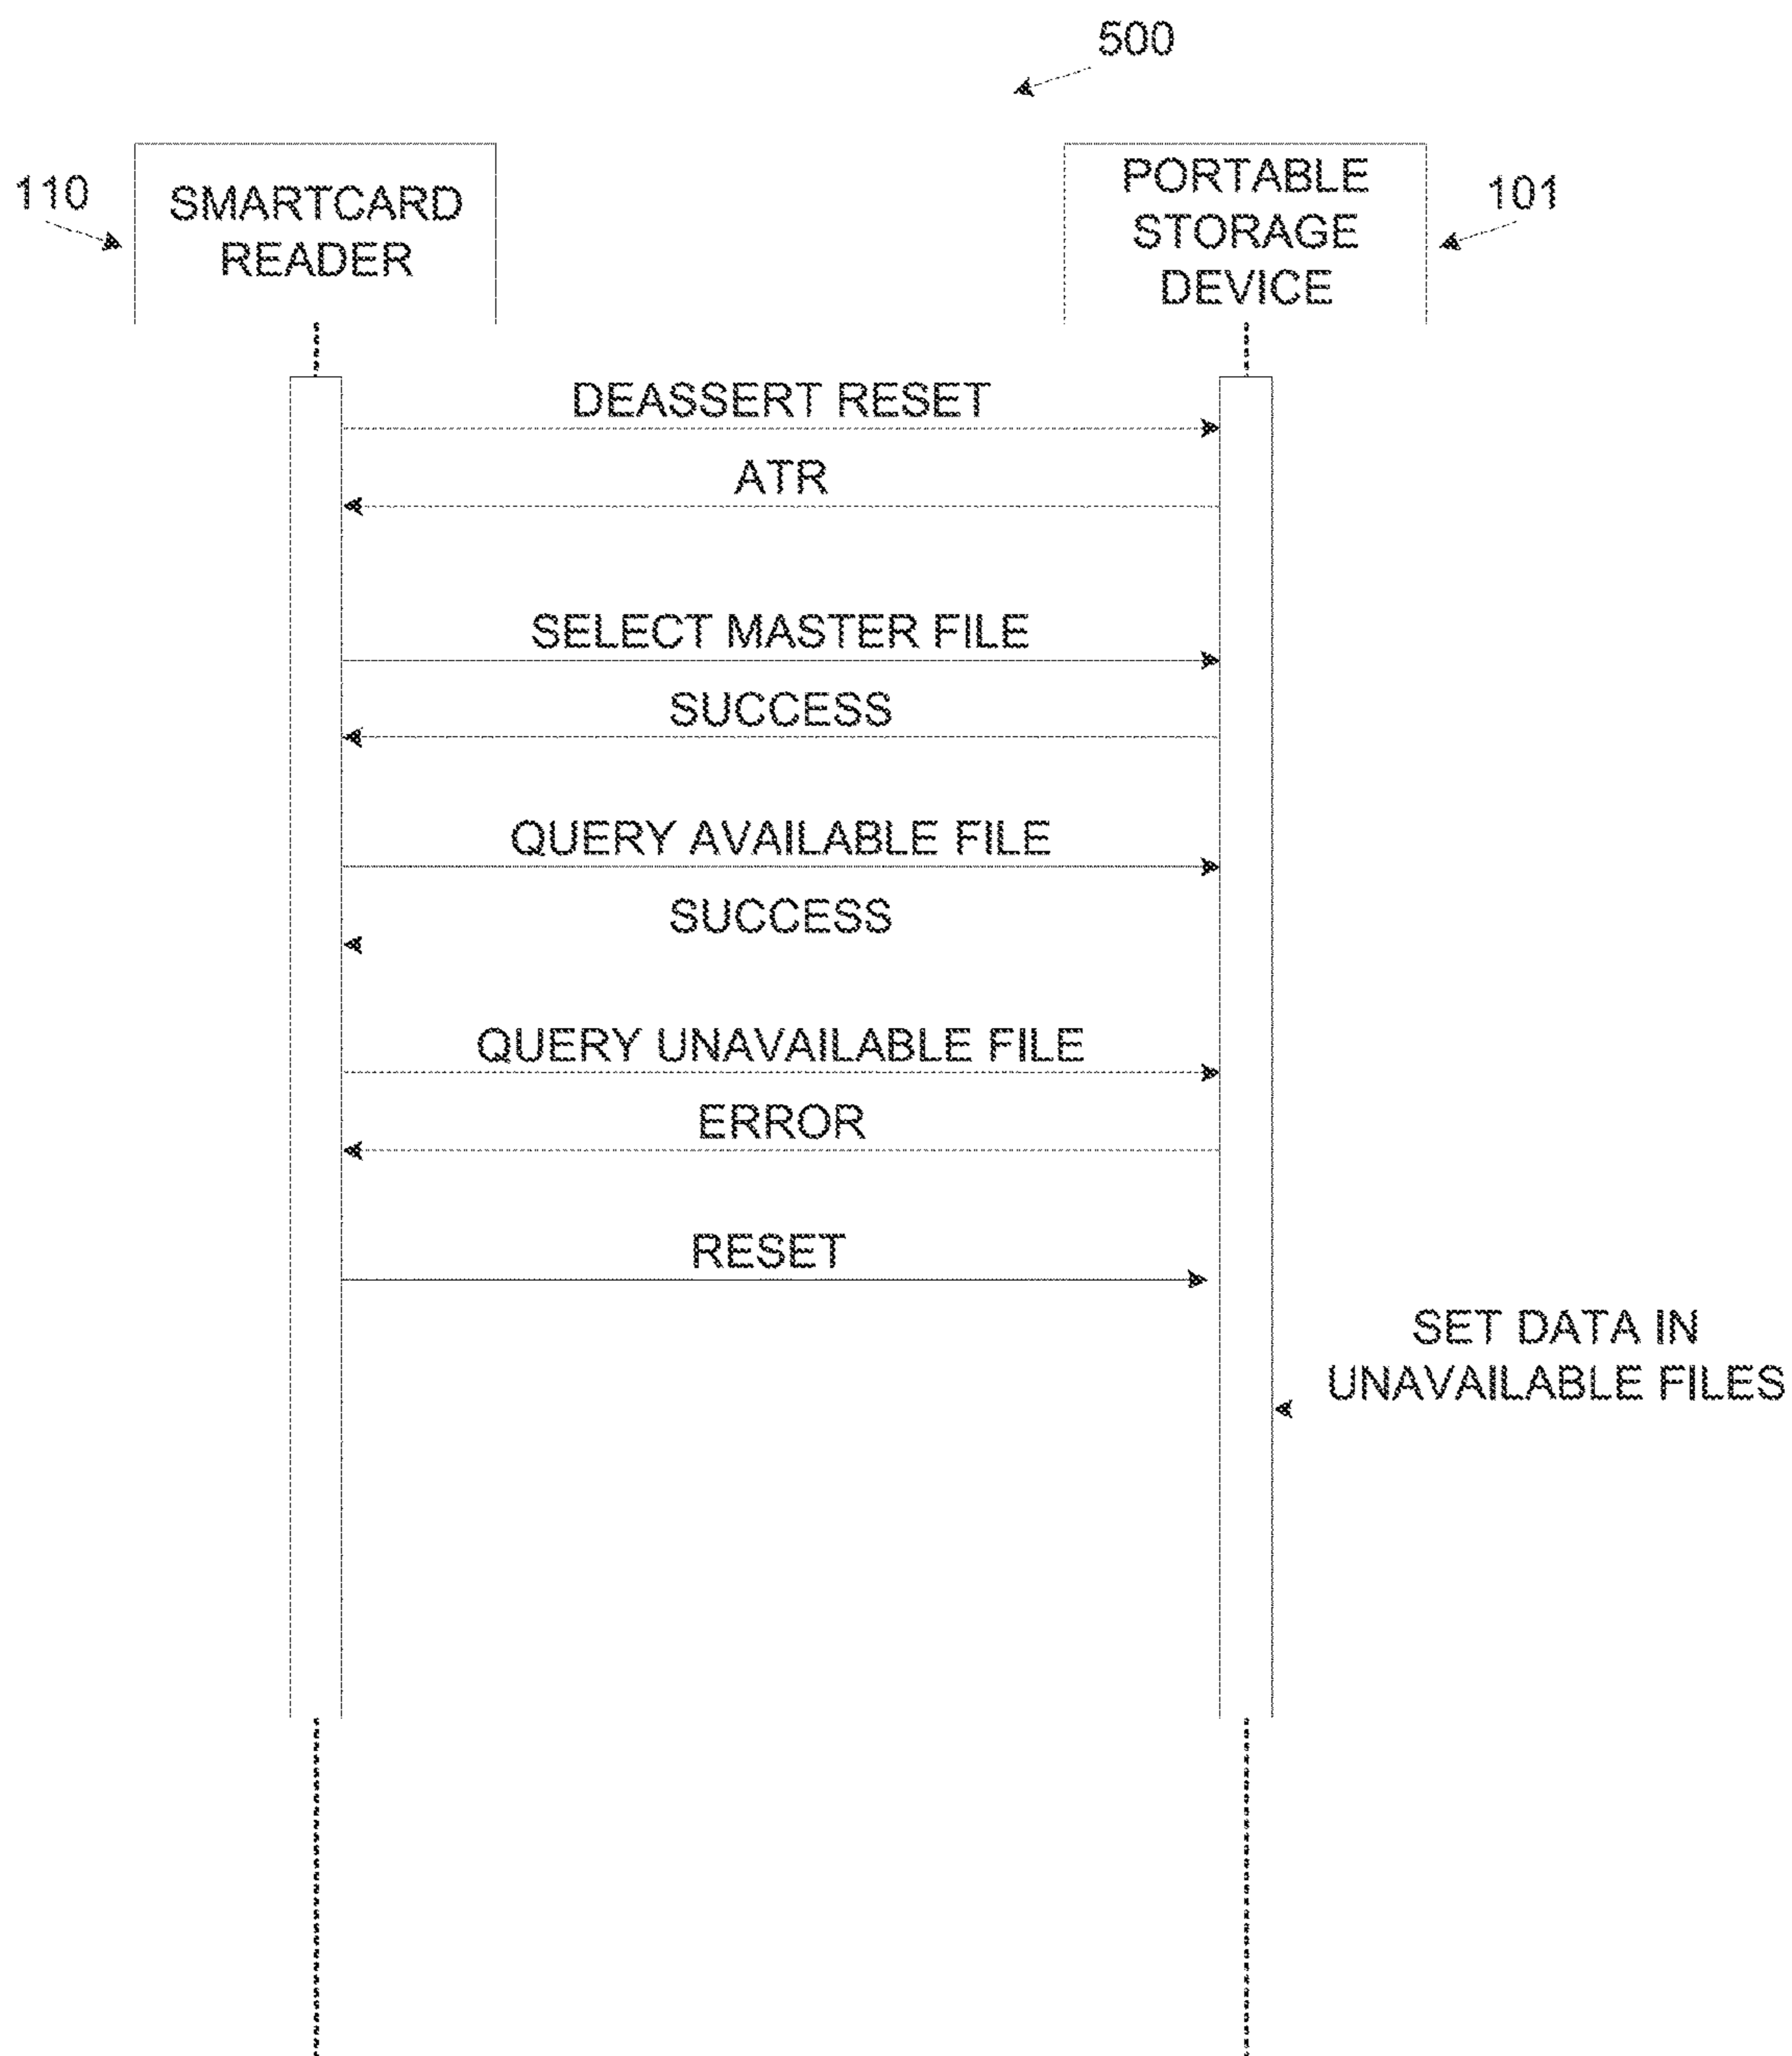 500
110
SMARTCARD
READER
PORTABLE
STORAGE
DEVICE
101
DEASSERT RESET
ATR
SELECT MASTER FILE
SUCCESS
QUERY AVAILABLE FILE
SUCCESS
QUERY UNAVAILABLE FILE
ERROR
RESET
SET DATA IN
UNAVAILABLE FILES